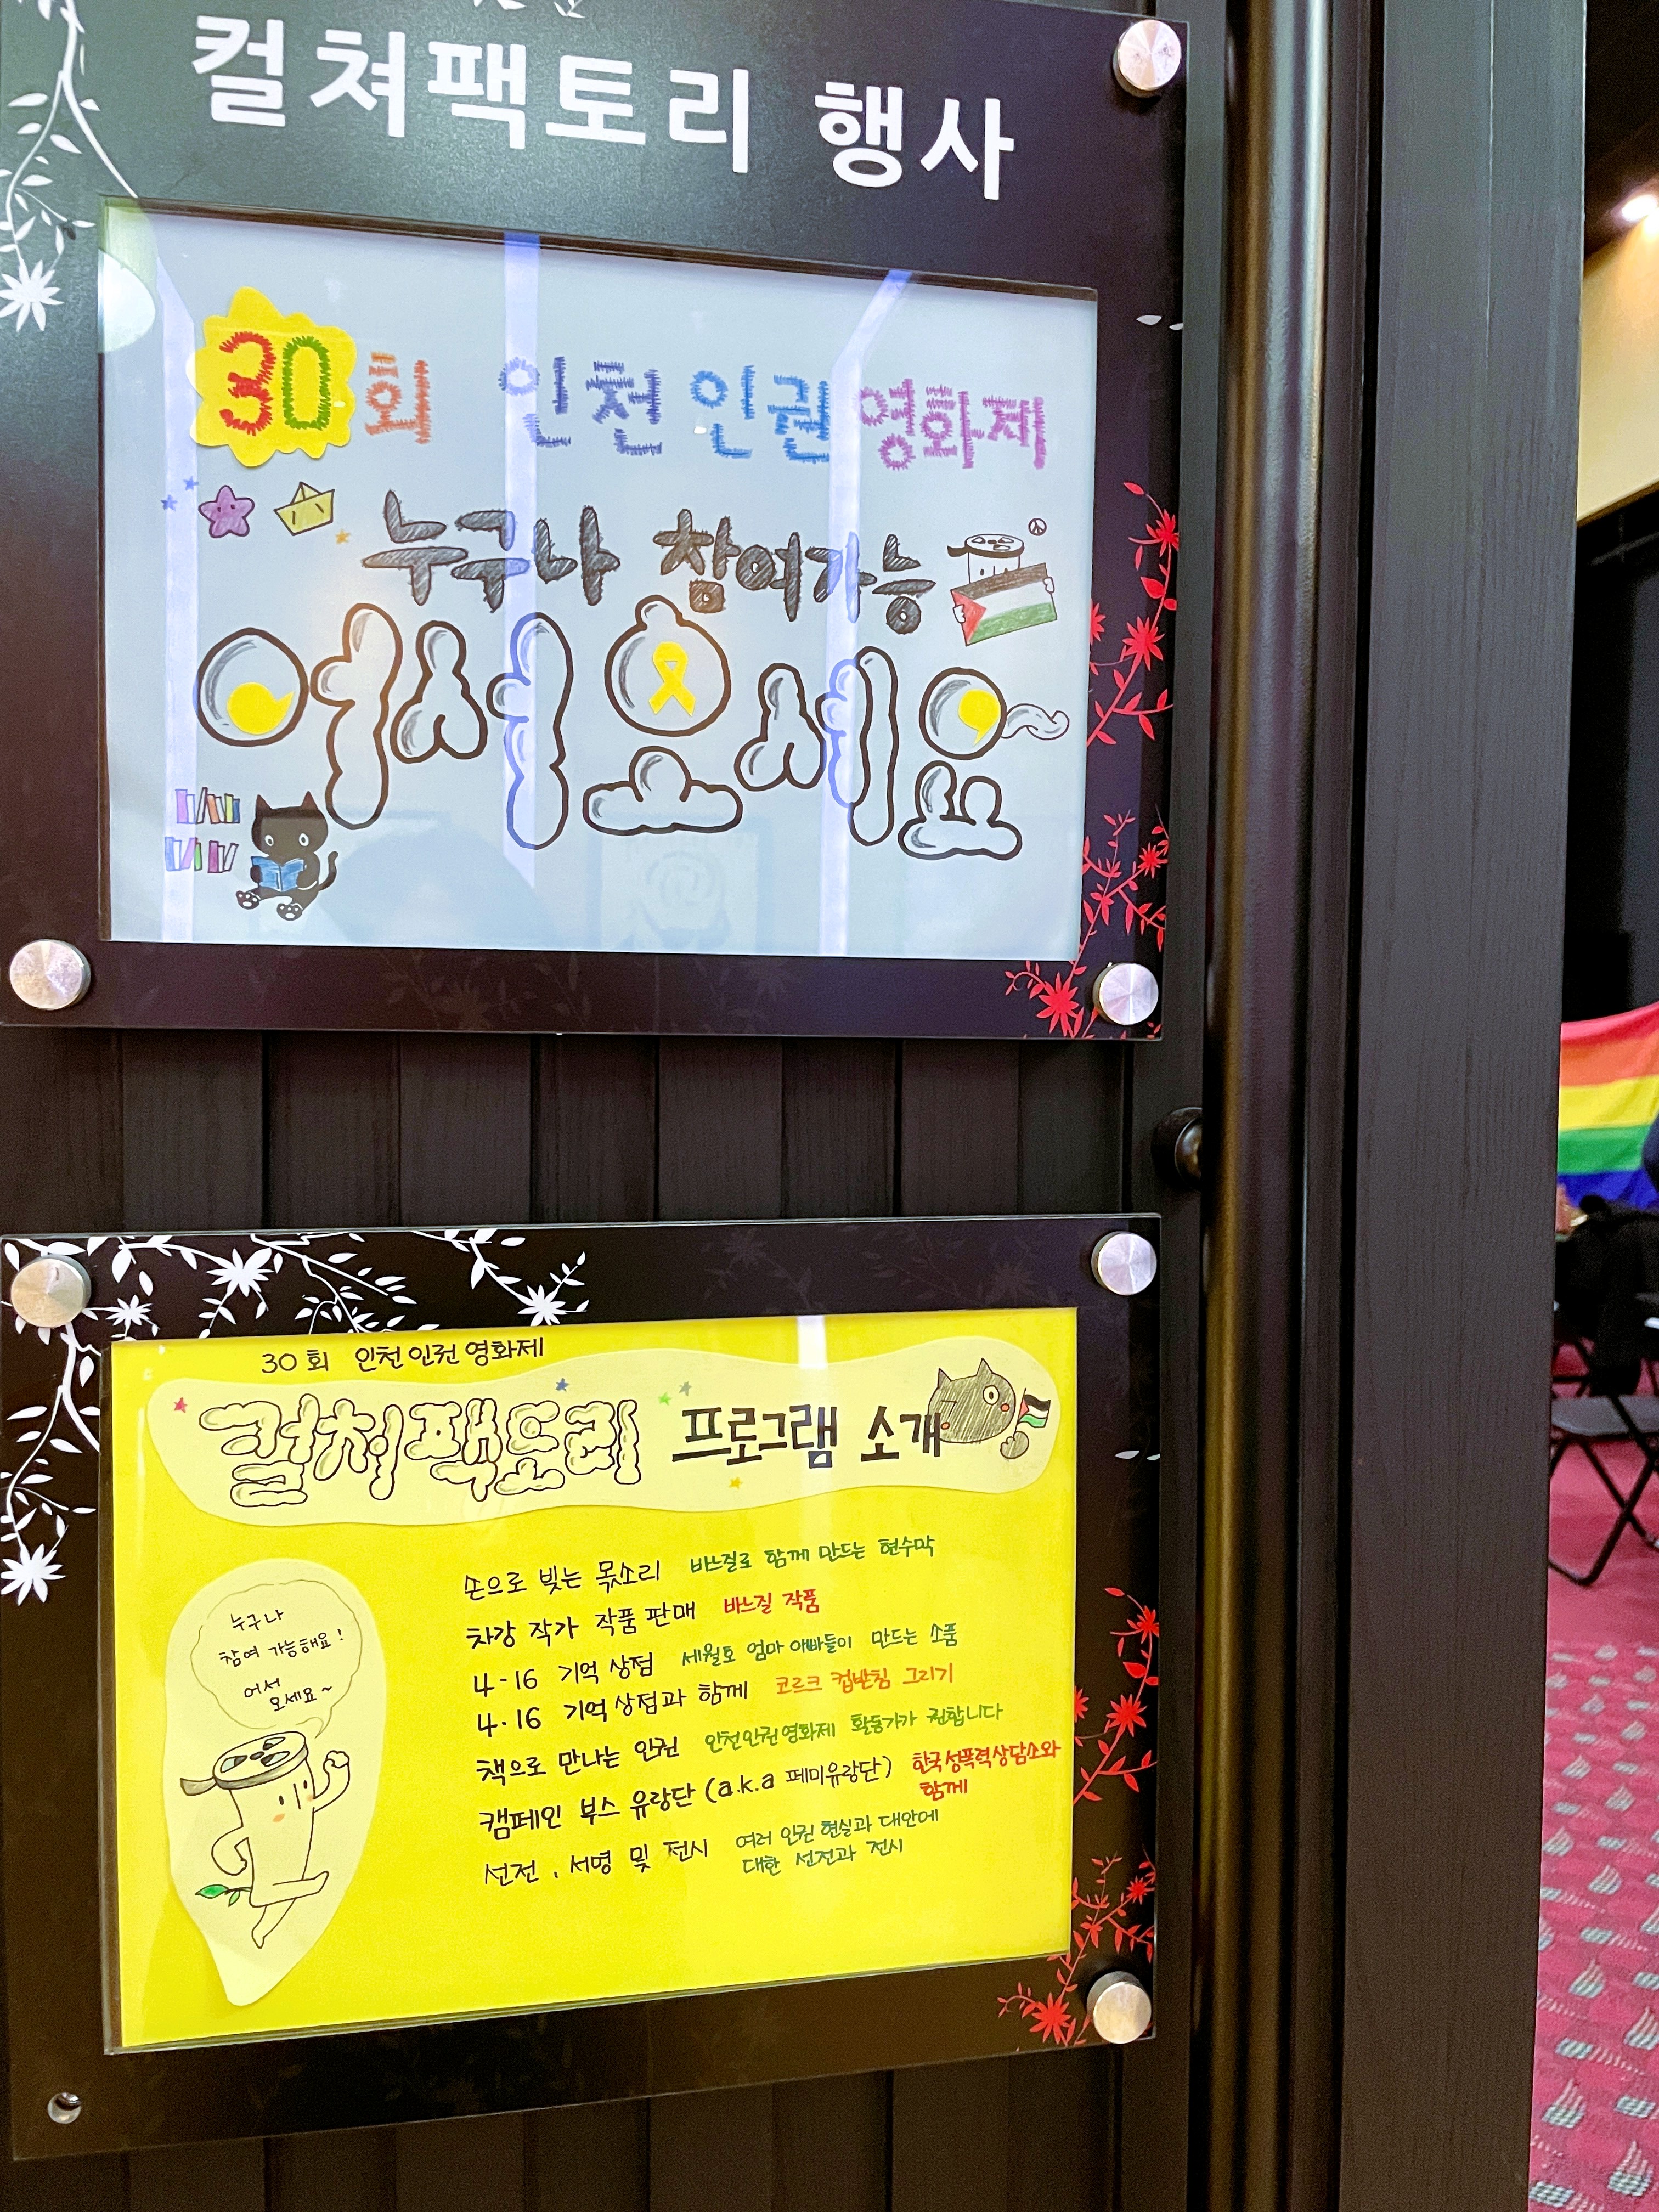 컬쳐팩토리 행사
30회 인천인권영화제
누구나 참여가능
어서오세요
30회 인천인권영화제
컬처팩토리 프로그램 소개
누구나
참여 가능해요!
어서
오세요~
손으로 빚는 목소리 바느질로 함께 만드는 현수막
차강 작가 작품 판매 바느질 작품
4-16 기억 상점 세월호 엄마 아빠들이 만드는 소품
4·16 기억 상점과 함께 코르크 컵받침 그리기
책으로 만나는 인권 인천인권영화제 활동가가 권합니다
캠페인 부스 유랑단 (a.k.a 페미유랑단) 한국성폭력상담소와
함께
선전, 서명 및 전시 여러 인권 현실과 대안에
대한 선전과 전시